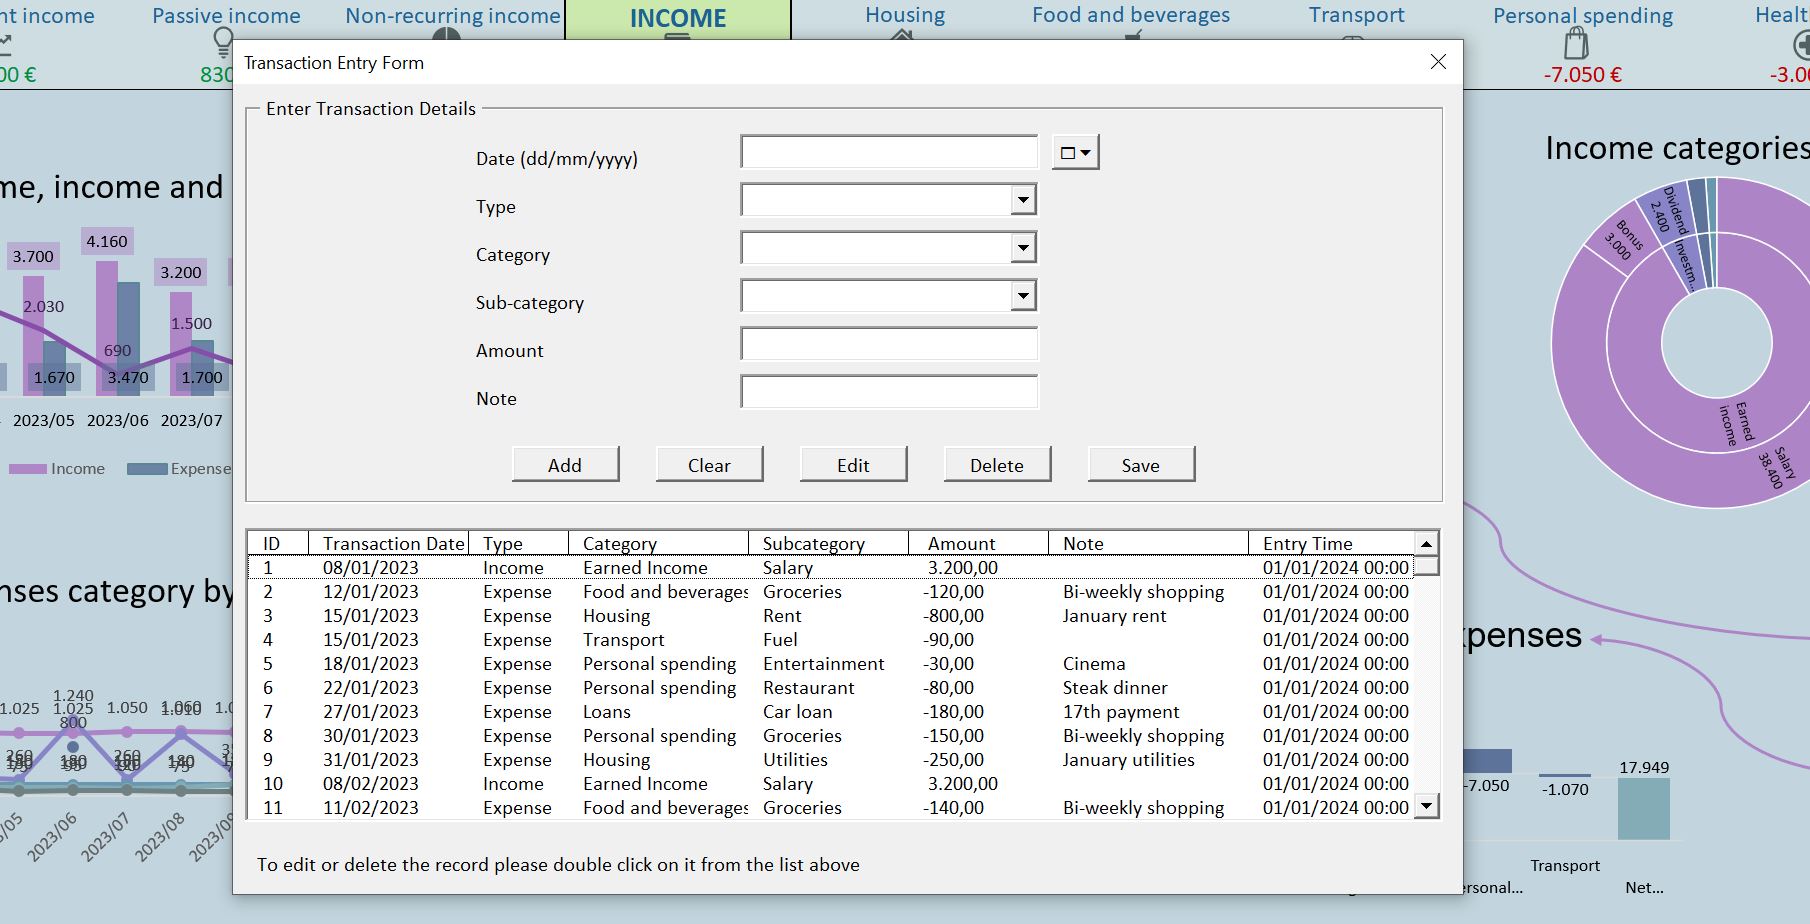 nt income
Passive income
Non-recurring income
INCOME
Housing
Food and beverages
Transport
Personal spending
Healt
00 €
830
-7.050 €
-3.00
Transaction Entry Form
Enter Transaction Details
Date (dd/mm/yyyy)
Type
Category
Sub-category
Amount
Note
Add Clear Edit Delete Save
ID Transaction Date Type Category Subcategory Amount Note Entry Time
1 08/01/2023 Income Earned Income Salary 3.200,00 01/01/2024 00:00
2 12/01/2023 Expense Food and beverages Groceries -120,00 Bi-weekly shopping 01/01/2024 00:00
3 15/01/2023 Expense Housing Rent -800,00 January rent 01/01/2024 00:00
4 15/01/2023 Expense Transport Fuel -90,00 01/01/2024 00:00
5 18/01/2023 Expense Personal spending Entertainment -30,00 Cinema 01/01/2024 00:00
6 22/01/2023 Expense Personal spending Restaurant -80,00 Steak dinner 01/01/2024 00:00
7 27/01/2023 Expense Loans Car loan -180,00 17th payment 01/01/2024 00:00
8 30/01/2023 Expense Personal spending Groceries -150,00 Bi-weekly shopping 01/01/2024 00:00
9 31/01/2023 Expense Housing Utilities -250,00 January utilities 01/01/2024 00:00
10 08/02/2023 Income Earned Income Salary 3.200,00 01/01/2024 00:00
11 11/02/2023 Expense Food and beverages Groceries -140,00 Bi-weekly shopping 01/01/2024 00:00
To edit or delete the record please double click on it from the list above
me, income and
3.700
4.160
3.200
2.030
690
1.500
1.670
3.470
1.700
2023/05 2023/06 2023/07
Income Expense
nses category by
1.240
1.025 1.025 1.050 1.060
800
260
260
180
180
2023/06 2023/07 2023/08
Income categories
Dividend
2.400
Bonus
3.000
Investm...
Earned
income
Salary
38.400
xpenses
-7.050
-1.070
17.949
Transport
ersonal...
Net...